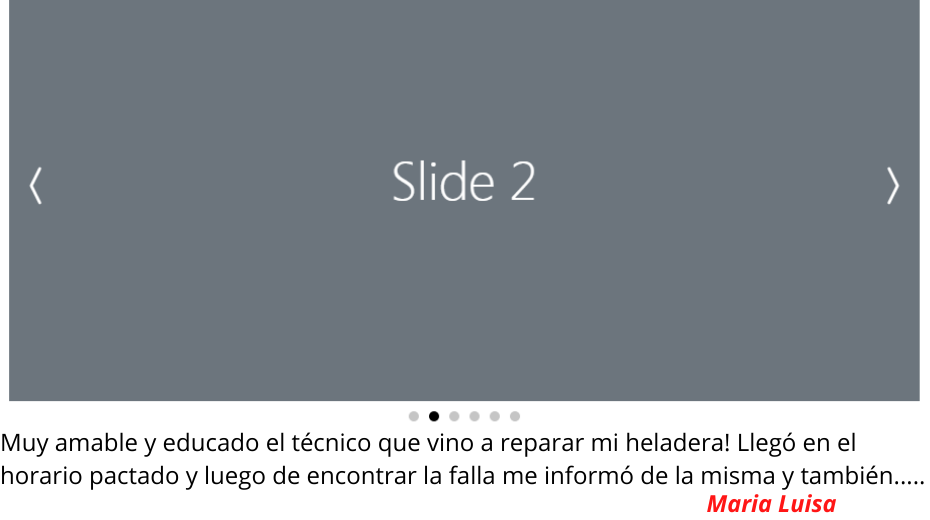 Slide 2
Muy amable y educado el técnico que vino a reparar mi heladera! Llegó en el
horario pactado y luego de encontrar la falla me informó de la misma y también.....
Maria Luisa